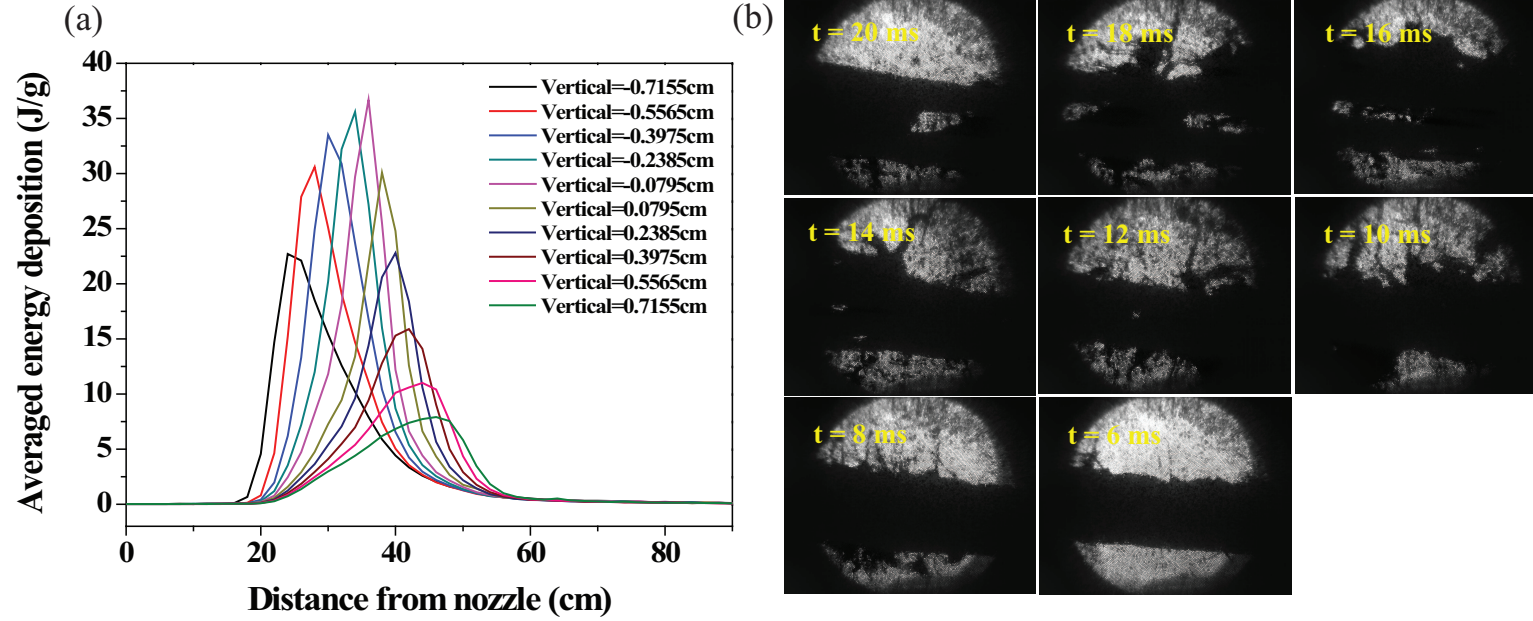 (a)
Averaged energy deposition (J/g)
40
35
30
25
20
15
10
5
0
Vertical=-0.7155cm
Vertical=-0.5565cm
Vertical=-0.3975cm
Vertical=-0.2385cm
Vertical=-0.0795cm
Vertical=0.0795cm
Vertical=0.2385cm
Vertical=0.3975cm
Vertical=0.5565cm
Vertical=0.7155cm
0 20 40 60 80
Distance from nozzle (cm)
(b)
t = 20 ms
t = 18 ms
t = 16 ms
t = 14 ms
t = 12 ms
t = 10 ms
t = 8 ms
t = 6 ms